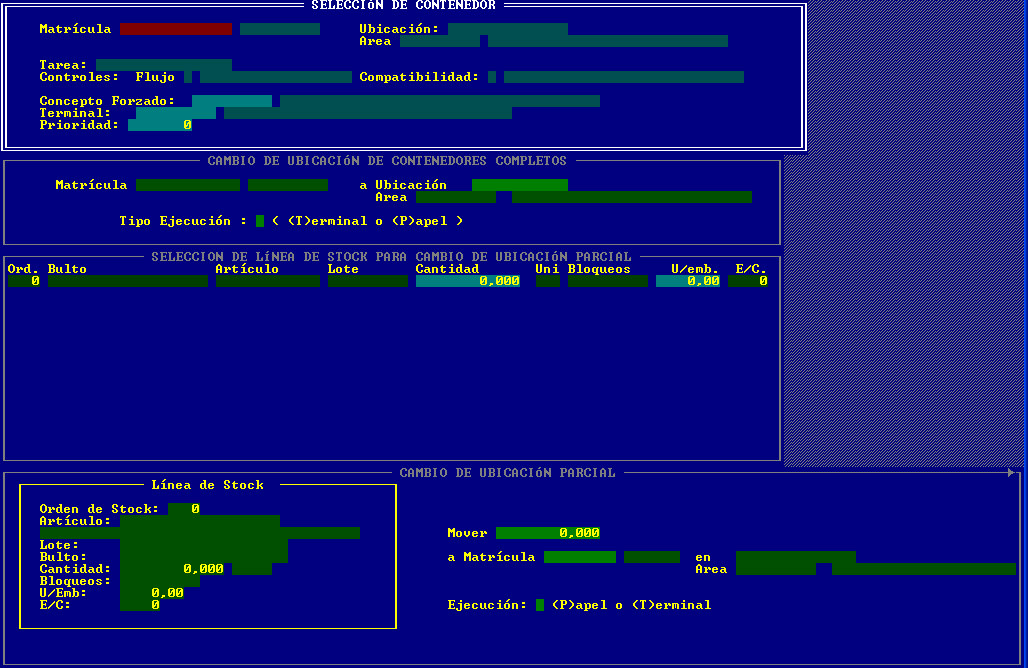 SELECCIóN DE CONTENEDOR
Matrícula Ubicación:
Area
Tarea:
Controles: Flujo Compatibilidad:
Concepto Forzado:
Terminal:
Prioridad: 0
CAMBIO DE UBICACIóN DE CONTENEDORES COMPLETOS
Matrícula a Ubicación
Area
Tipo Ejecución : ( (T)erminal o (P)apel )
SELECCION DE LíNEA DE STOCK PARA CAMBIO DE UBICACIóN PARCIAL
Ord. Bulto Artículo Lote Cantidad Uni Bloqueos U/emb. E/C.
0 0,000 0,00 0
CAMBIO DE UBICACIóN PARCIAL
Línea de Stock
Orden de Stock: 0
Artículo:
Lote:
Bulto:
Cantidad: 0,000
Bloqueos:
U/Emb: 0,00
E/C: 0
Mover 0,000
a Matrícula en
Area
Ejecución: (P)apel o (T)erminal